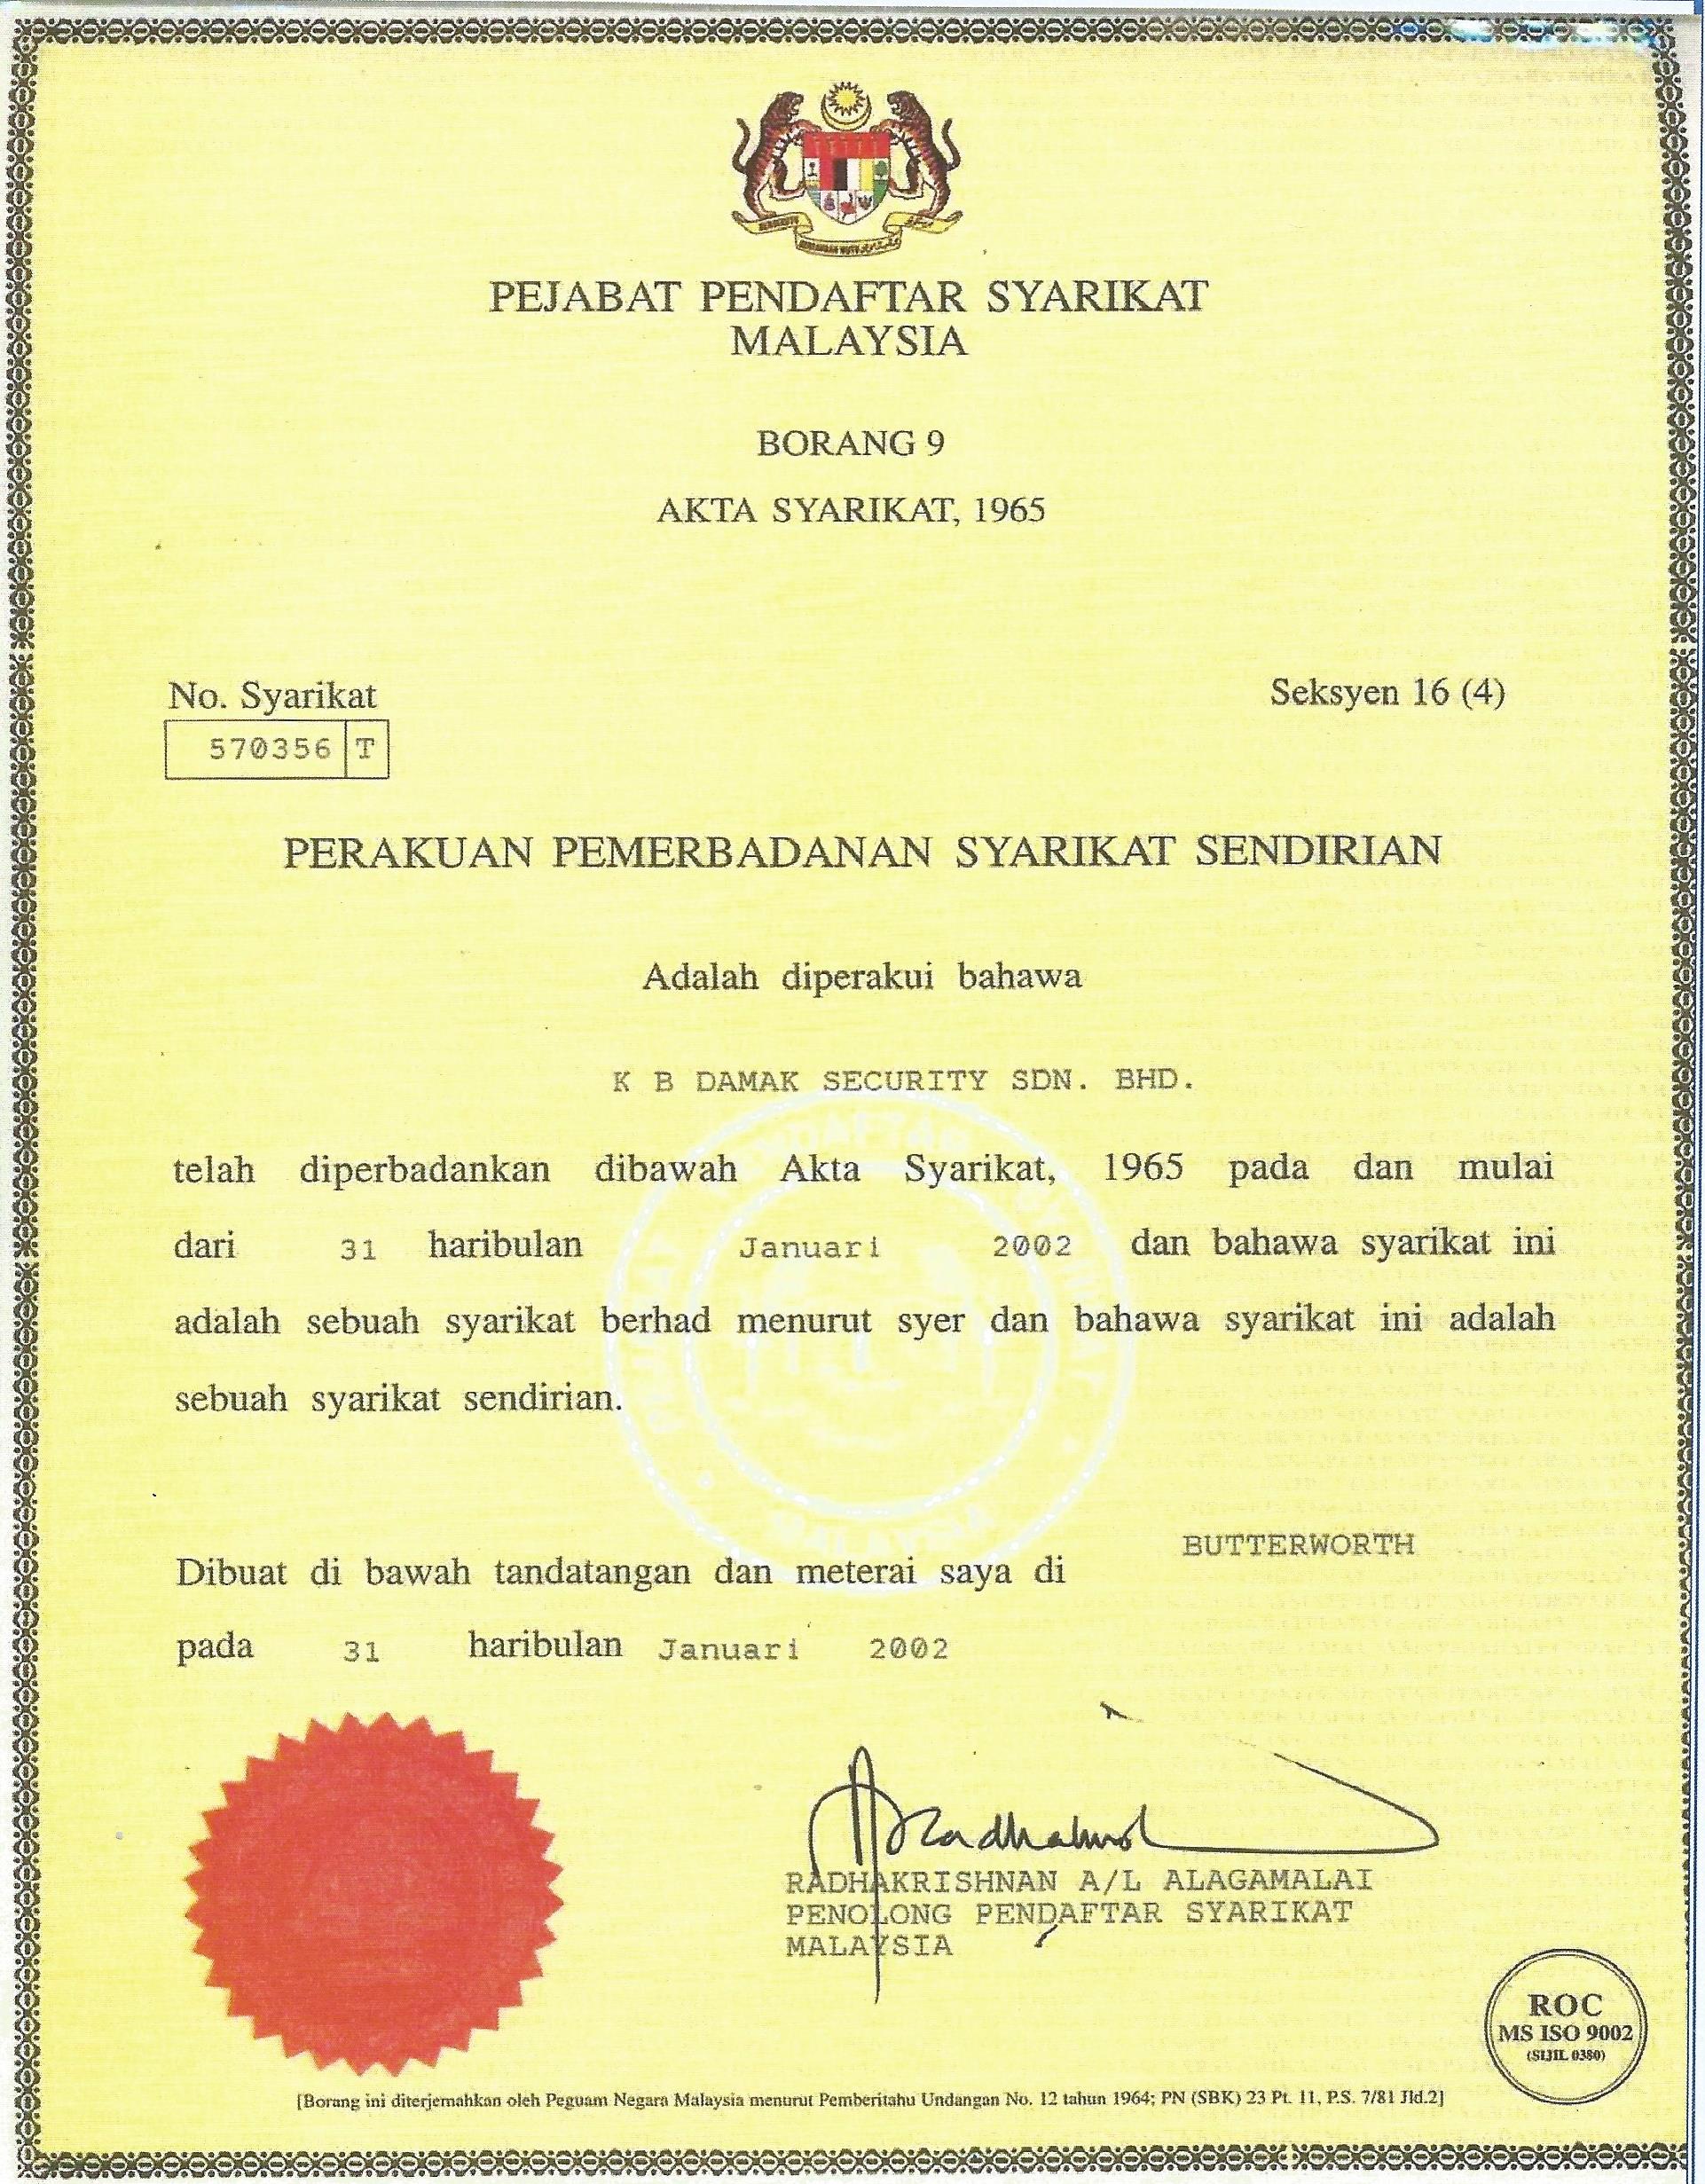 PEJABAT PENDAFTAR SYARIKAT
MALAYSIA
BORANG 9
AKTA SYARIKAT, 1965
No. Syarikat
Seksyen 16 (4)
570356 T
PERAKUAN PEMERBADANAN SYARIKAT SENDIRIAN
Adalah diperakui bahawa
K B DAMAK SECURITY SDN. BHD.
telah diperbadankan dibawah Akta Syarikat, 1965 pada dan mulai
dari 31 haribulan Januari 2002 dan bahawa syarikat ini
adalah sebuah syarikat berhad menurut syer dan bahawa syarikat ini adalah
sebuah syarikat sendirian.
BUTTERWORTH
Dibuat di bawah tandatangan dan meterai saya di
pada 31 haribulan Januari 2002
RADHAKRISHNAN A/L ALAGAMALAI
PENOLONG PENDAFTAR SYARIKAT
MALAYSIA
ROC
MS ISO 9002
(SIJIL 0380)
[Borang ini diterjemahkan oleh Peguam Negara Malaysia menurut Pemberitahu Undangan No. 12 tahun 1964; PN (SBK) 23 Pt. 11, P.S. 7/81 Jld.2]